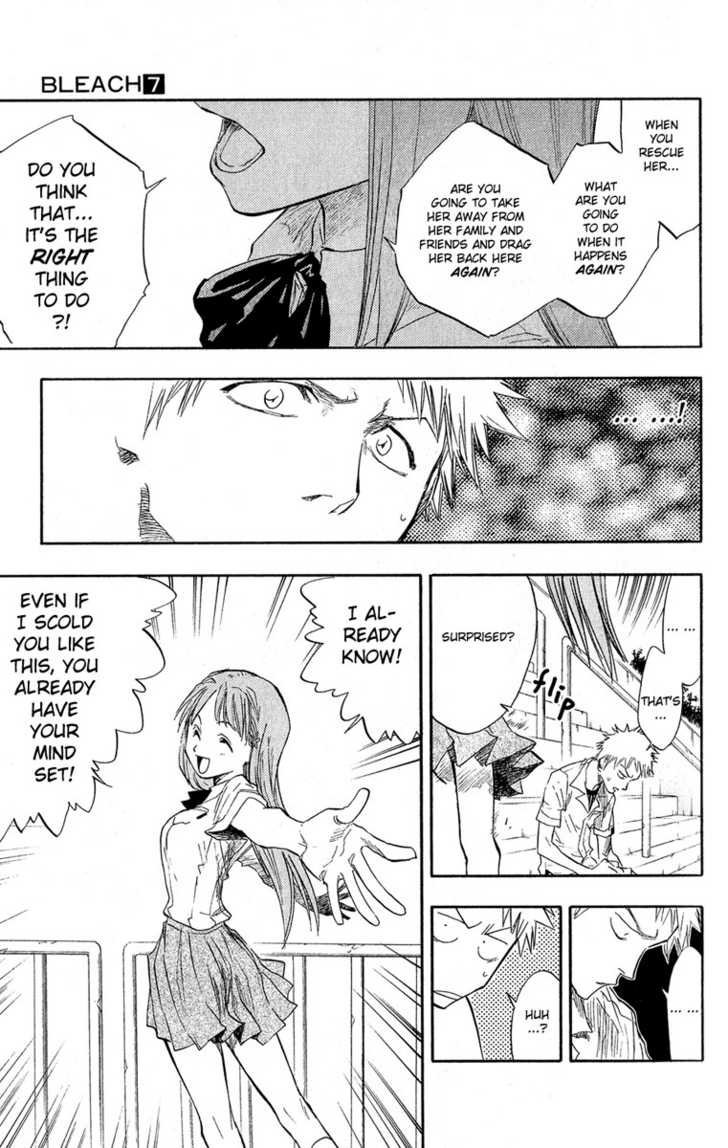 BLEACH 7
WHEN
YOU
RESCUE
HER...
WHAT
ARE YOU
GOING
TO DO
WHEN IT
HAPPENS
AGAIN?
ARE YOU
GOING TO TAKE
HER AWAY FROM
HER FAMILY AND
FRIENDS AND DRAG
HER BACK HERE
AGAIN?
DO YOU
THINK
THAT...
IT'S THE
RIGHT
THING
TO DO
?!
... ...!
... ...
THAT'S
...
SURPRISED?
flip
... ...
HUH
...?
I AL-
READY
KNOW!
EVEN IF
I SCOLD
YOU LIKE
THIS, YOU
ALREADY
HAVE
YOUR
MIND
SET!